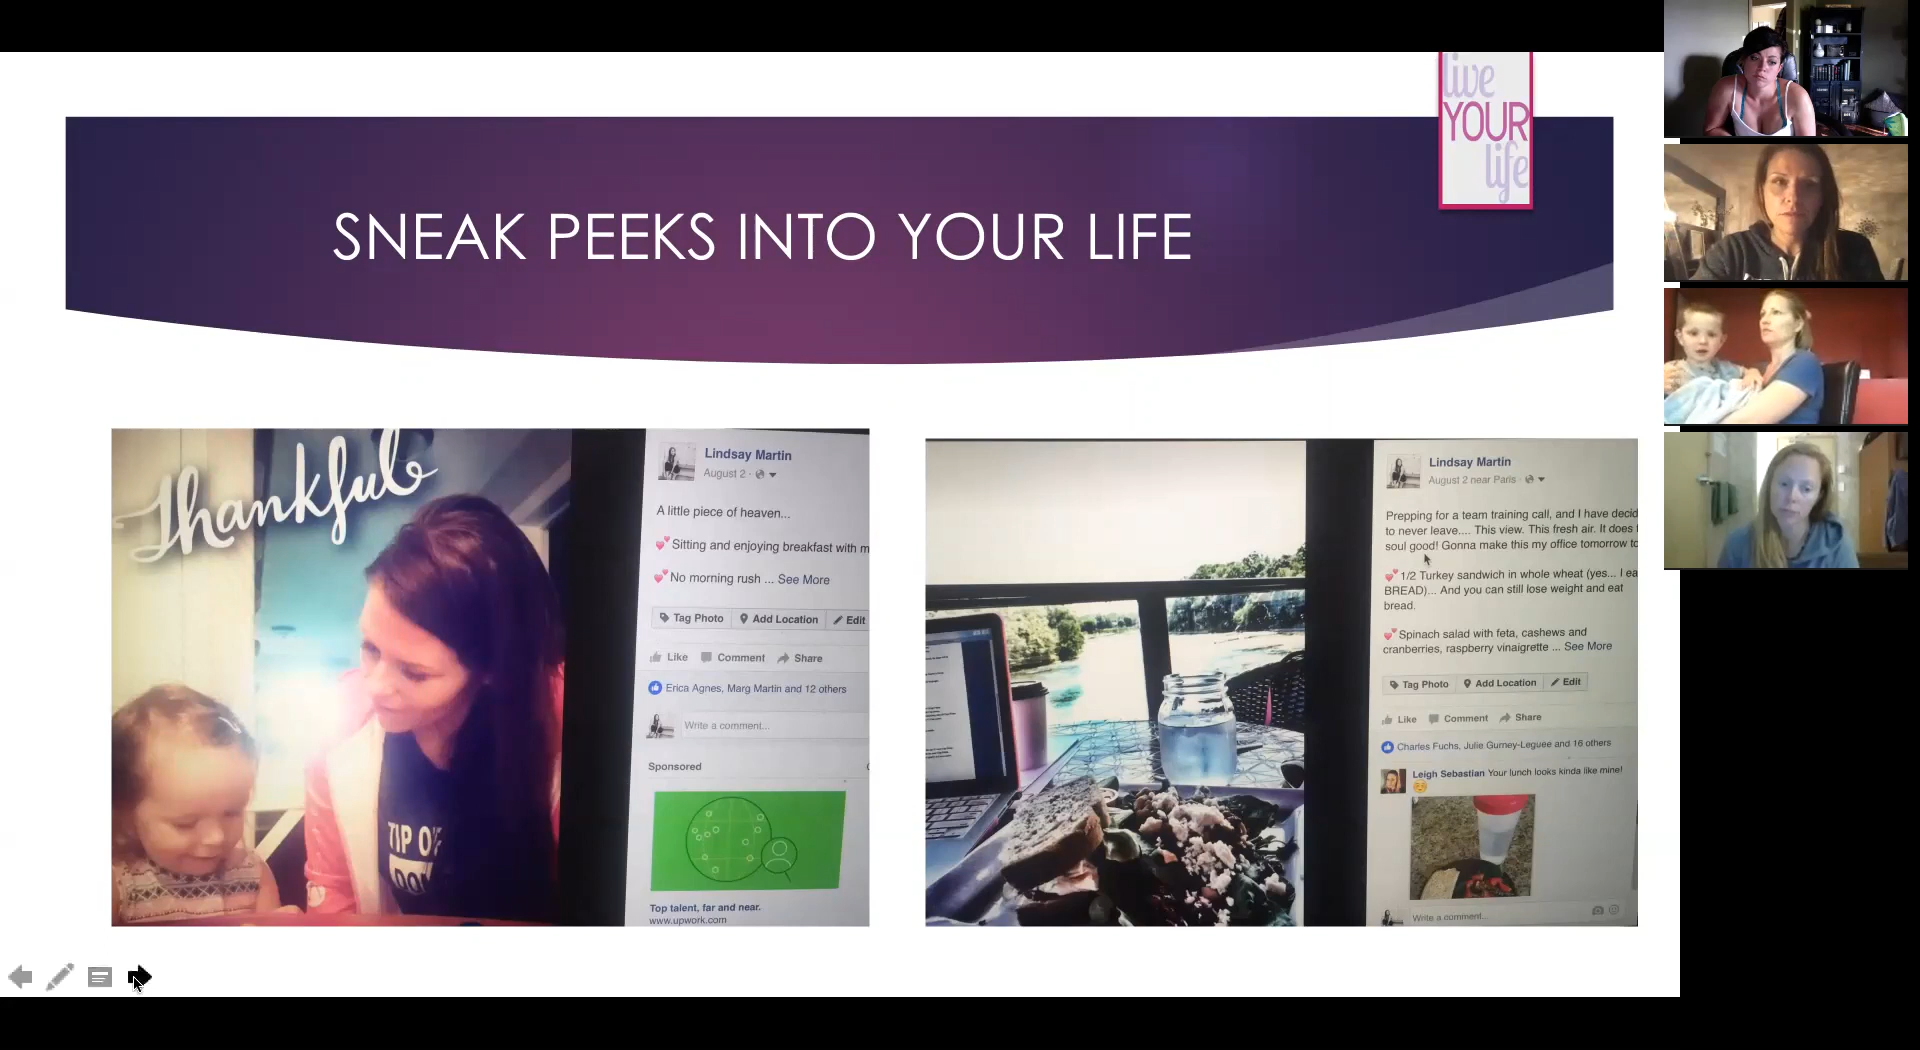 live
YOUR
life
SNEAK PEEKS INTO YOUR LIFE
Thankful
TIP O
Lindsay Martin
August 2 ·
A little piece of heaven...
💕Sitting and enjoying breakfast with m
💕No morning rush ... See More
Tag Photo Add Location Edit
Like Comment Share
Erica Agnes, Marg Martin and 12 others
Write a comment...
Sponsored
Top talent, far and near.
www.upwork.com
Lindsay Martin
August 2 near Paris ·
Prepping for a team training call, and I have decid
to never leave.... This view. This fresh air. It does
soul good! Gonna make this my office tomorrow to
💕1/2 Turkey sandwich in whole wheat (yes... I ea
BREAD)... And you can still lose weight and eat
bread.
💕Spinach salad with feta, cashews and
cranberries, raspberry vinaigrette ... See More
Tag Photo Add Location Edit
Like Comment Share
Charles Fuchs, Julie Gurney-Leguee and 16 others
Leigh Sebastian Your lunch looks kinda like mine!
☺️
Write a comment...